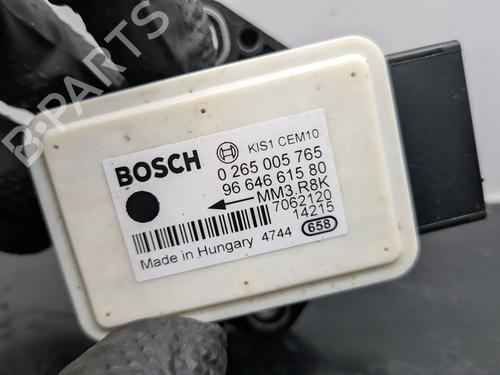 B-PARTS
BOSCH KIS1 CEM10
0 265 005 765
96 646 615 80
MM3.R8K
7062120
14215
Made in Hungary 4744 658